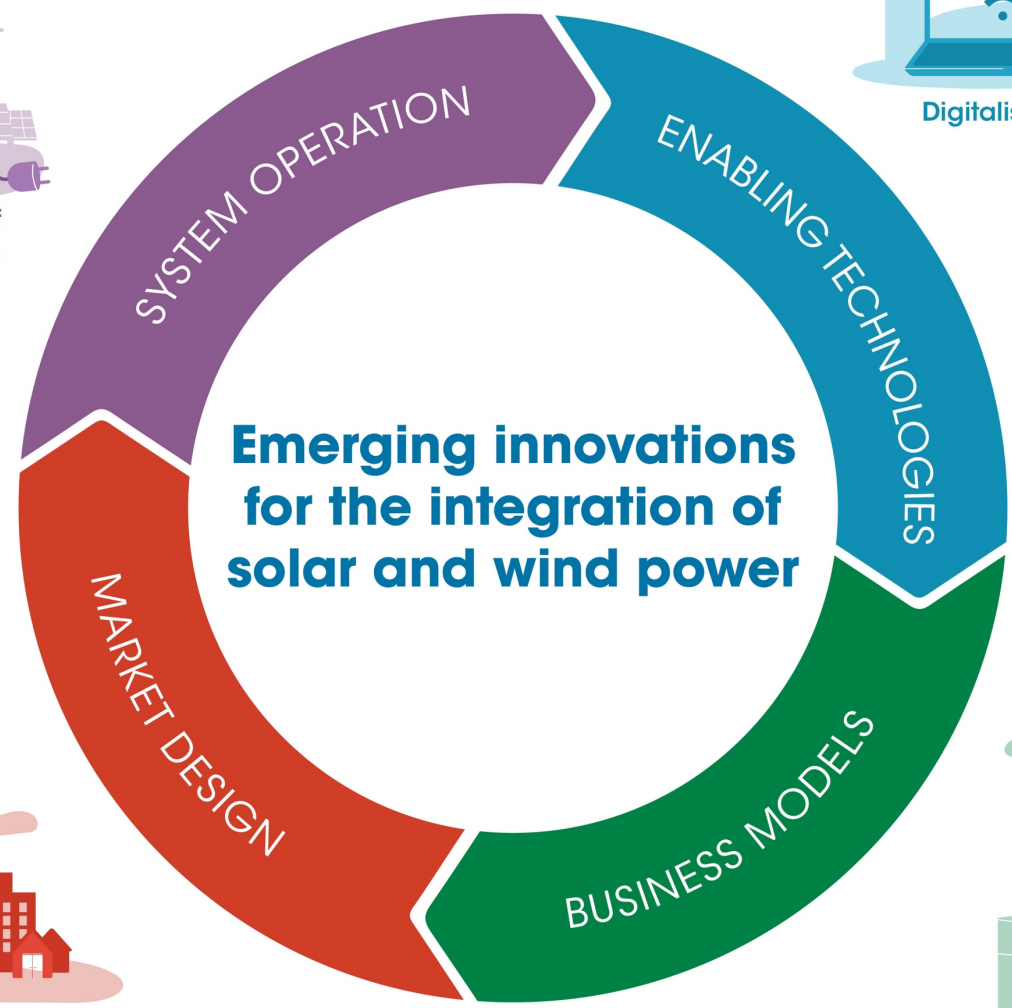 SYSTEM OPERATION
ENABLING TECHNOLOGIES
Emerging innovations
for the integration of
solar and wind power
MARKET DESIGN
BUSINESS MODELS